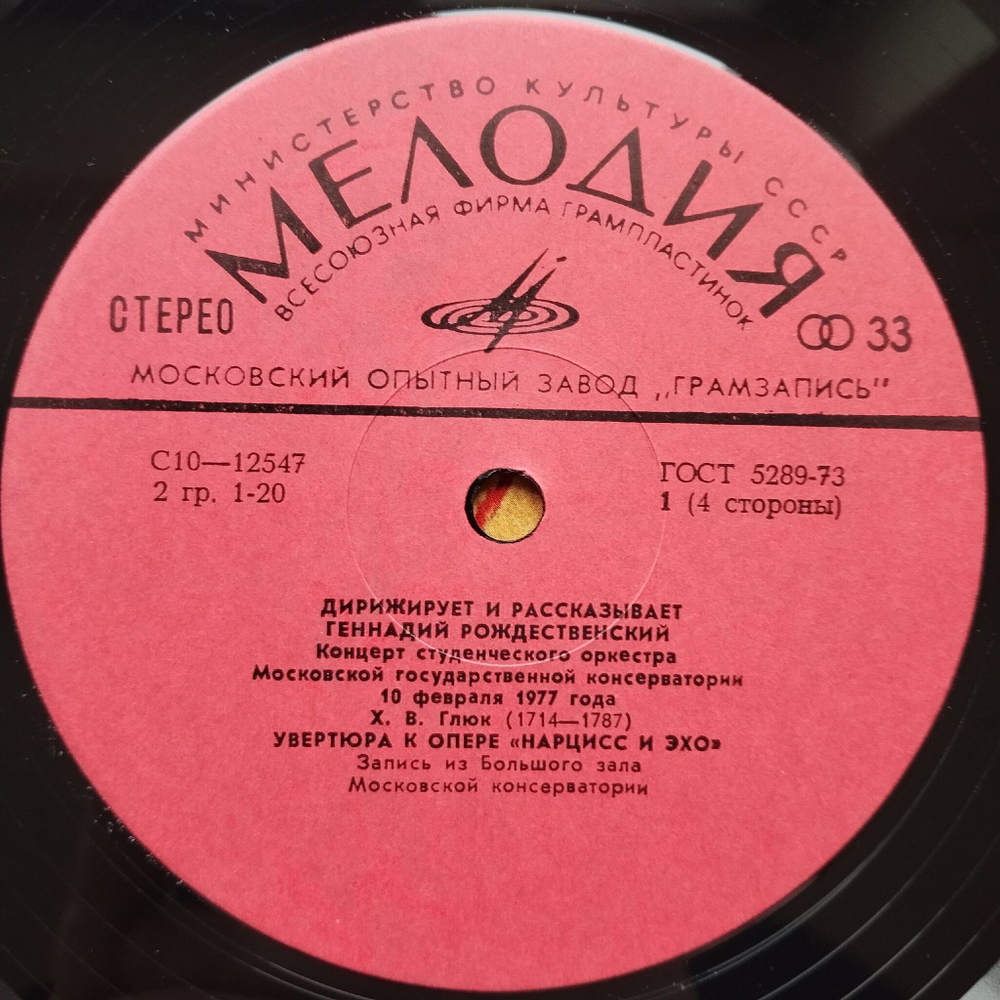 МИНИСТЕРСТВО КУЛЬТУРЫ СССР
МЕЛОДИЯ
ВСЕСОЮЗНАЯ ФИРМА ГРАМПЛАСТИНОК
СТЕРЕО
33
МОСКОВСКИЙ ОПЫТНЫЙ ЗАВОД „ГРАМЗАПИСЬ"
С10—12547
2 гр. 1-20
ГОСТ 5289-73
1 (4 стороны)
ДИРИЖИРУЕТ И РАССКАЗЫВАЕТ
ГЕННАДИЙ РОЖДЕСТВЕНСКИЙ
Концерт студенческого оркестра
Московской государственной консерватории
10 февраля 1977 года
Х. В. Глюк (1714—1787)
УВЕРТЮРА К ОПЕРЕ «НАРЦИСС И ЭХО»
Запись из Большого зала
Московской консерватории